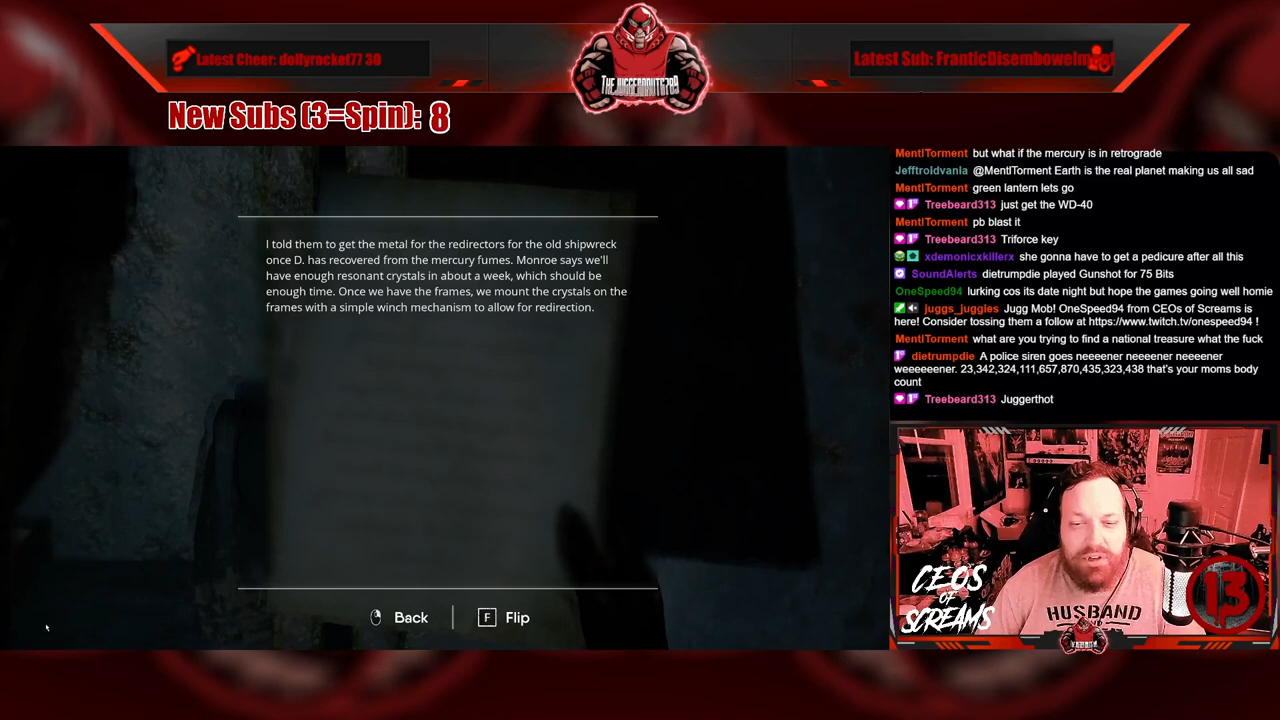 Latest Cheer: dollyrocket77 30
THEJUGGERNAUT6789
Latest Sub: FranticDisembowelment
New Subs (3=Spin): 8
I told them to get the metal for the redirectors for the old shipwreck
once D. has recovered from the mercury fumes. Monroe says we'll
have enough resonant crystals in about a week, which should be
enough time. Once we have the frames, we mount the crystals on the
frames with a simple winch mechanism to allow for redirection.
Back
F Flip
MentlTorment but what if the mercury is in retrograde
Jefftroidvania @MentlTorment Earth is the real planet making us all sad
MentlTorment green lantern lets go
Treebeard313 just get the WD-40
MentlTorment pb blast it
Treebeard313 Triforce key
xdemonicxkillerx she gonna have to get a pedicure after all this
SoundAlerts dietrumpdie played Gunshot for 75 Bits
OneSpeed94 lurking cos its date night but hope the games going well homie
juggs_juggies Jugg Mob! OneSpeed94 from CEOs of Screams is
here! Consider tossing them a follow at https://www.twitch.tv/onespeed94 !
MentlTorment what are you trying to find a national treasure what the fuck
dietrumpdie A police siren goes neeeener neeeener neeeener
weeeeeener. 23,342,324,111,657,870,435,323,438 that's your moms body
count
Treebeard313 Juggerthot
CEOS
OF
SCREAMS
HUSBAND
13